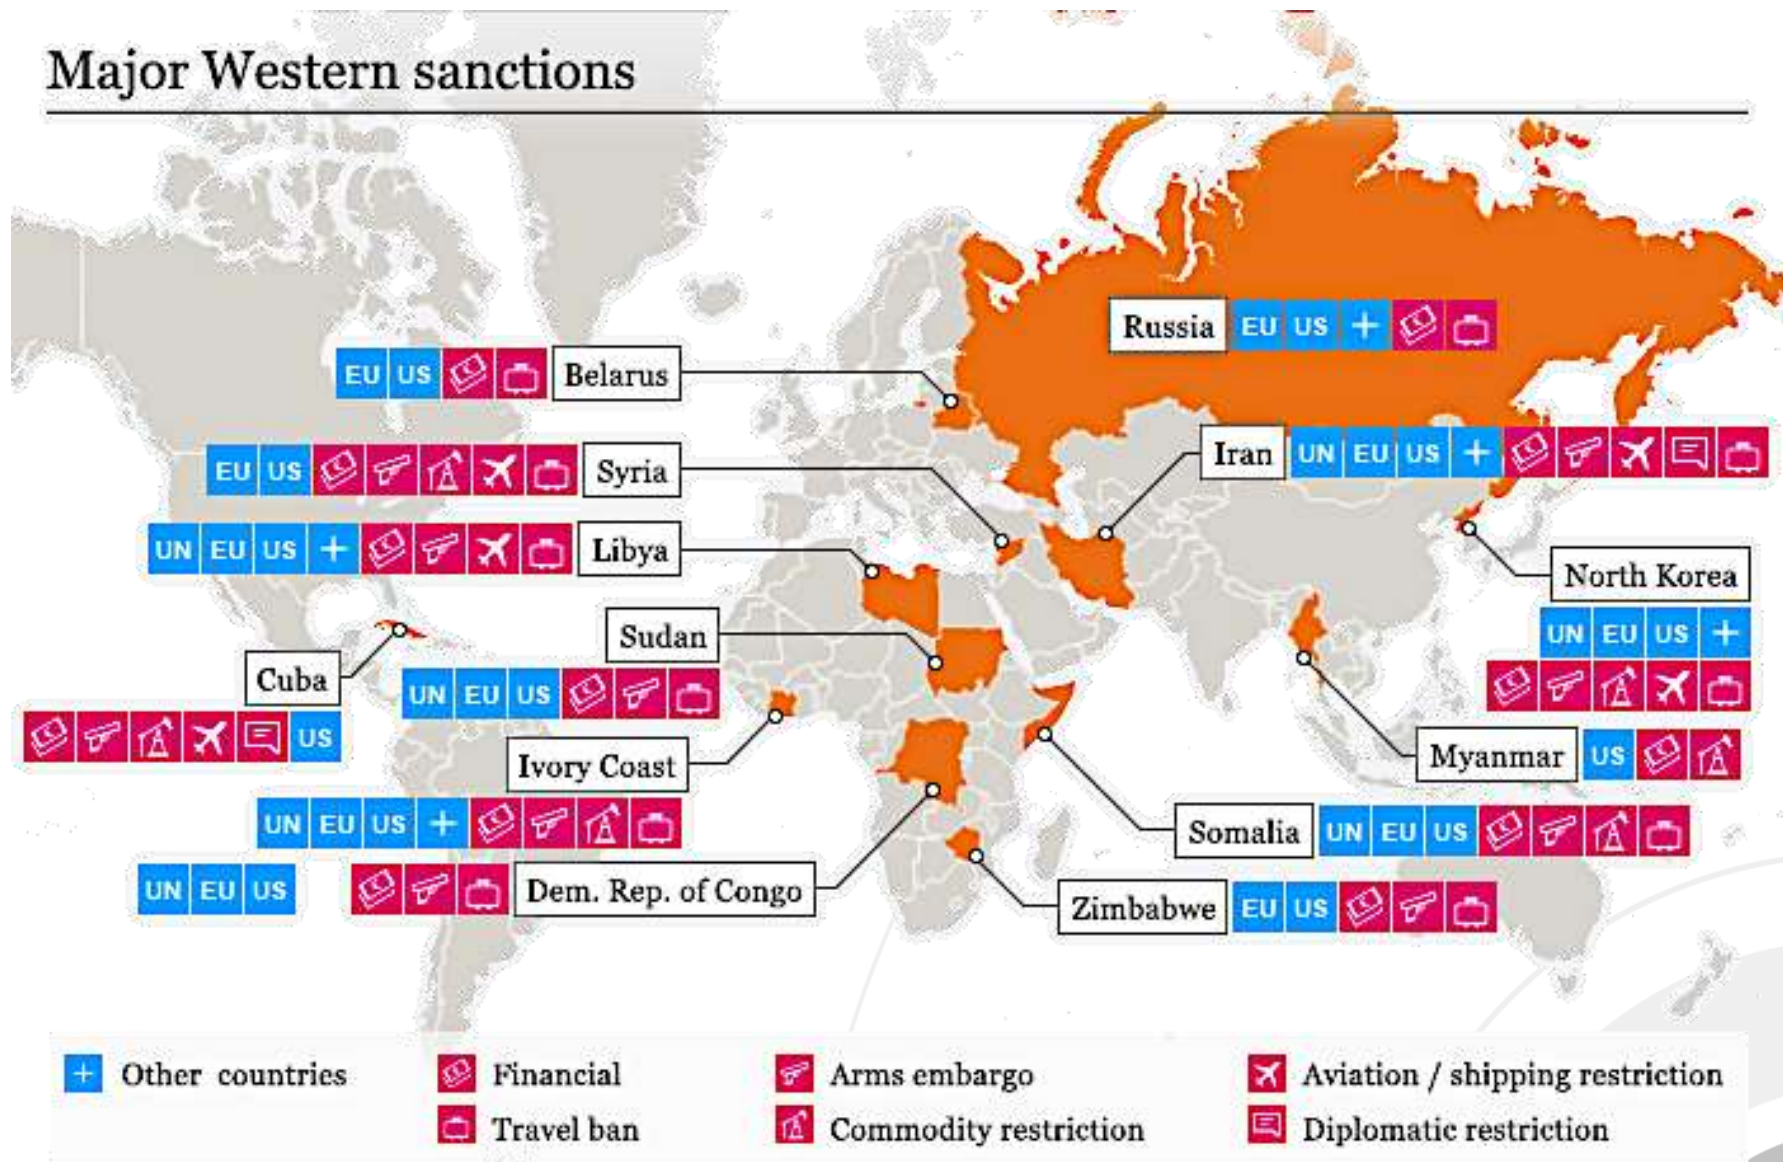 Major Western sanctions
Russia EU US +
EU US Belarus
EU US Syria
Iran UN EU US +
UN EU US + Libya
North Korea
UN EU US +
Sudan
UN EU US
Cuba
US
Ivory Coast
UN EU US +
Myanmar US
Somalia UN EU US
UN EU US Dem. Rep. of Congo
Zimbabwe EU US
+ Other countries
Financial
Arms embargo
Aviation / shipping restriction
Travel ban
Commodity restriction
Diplomatic restriction